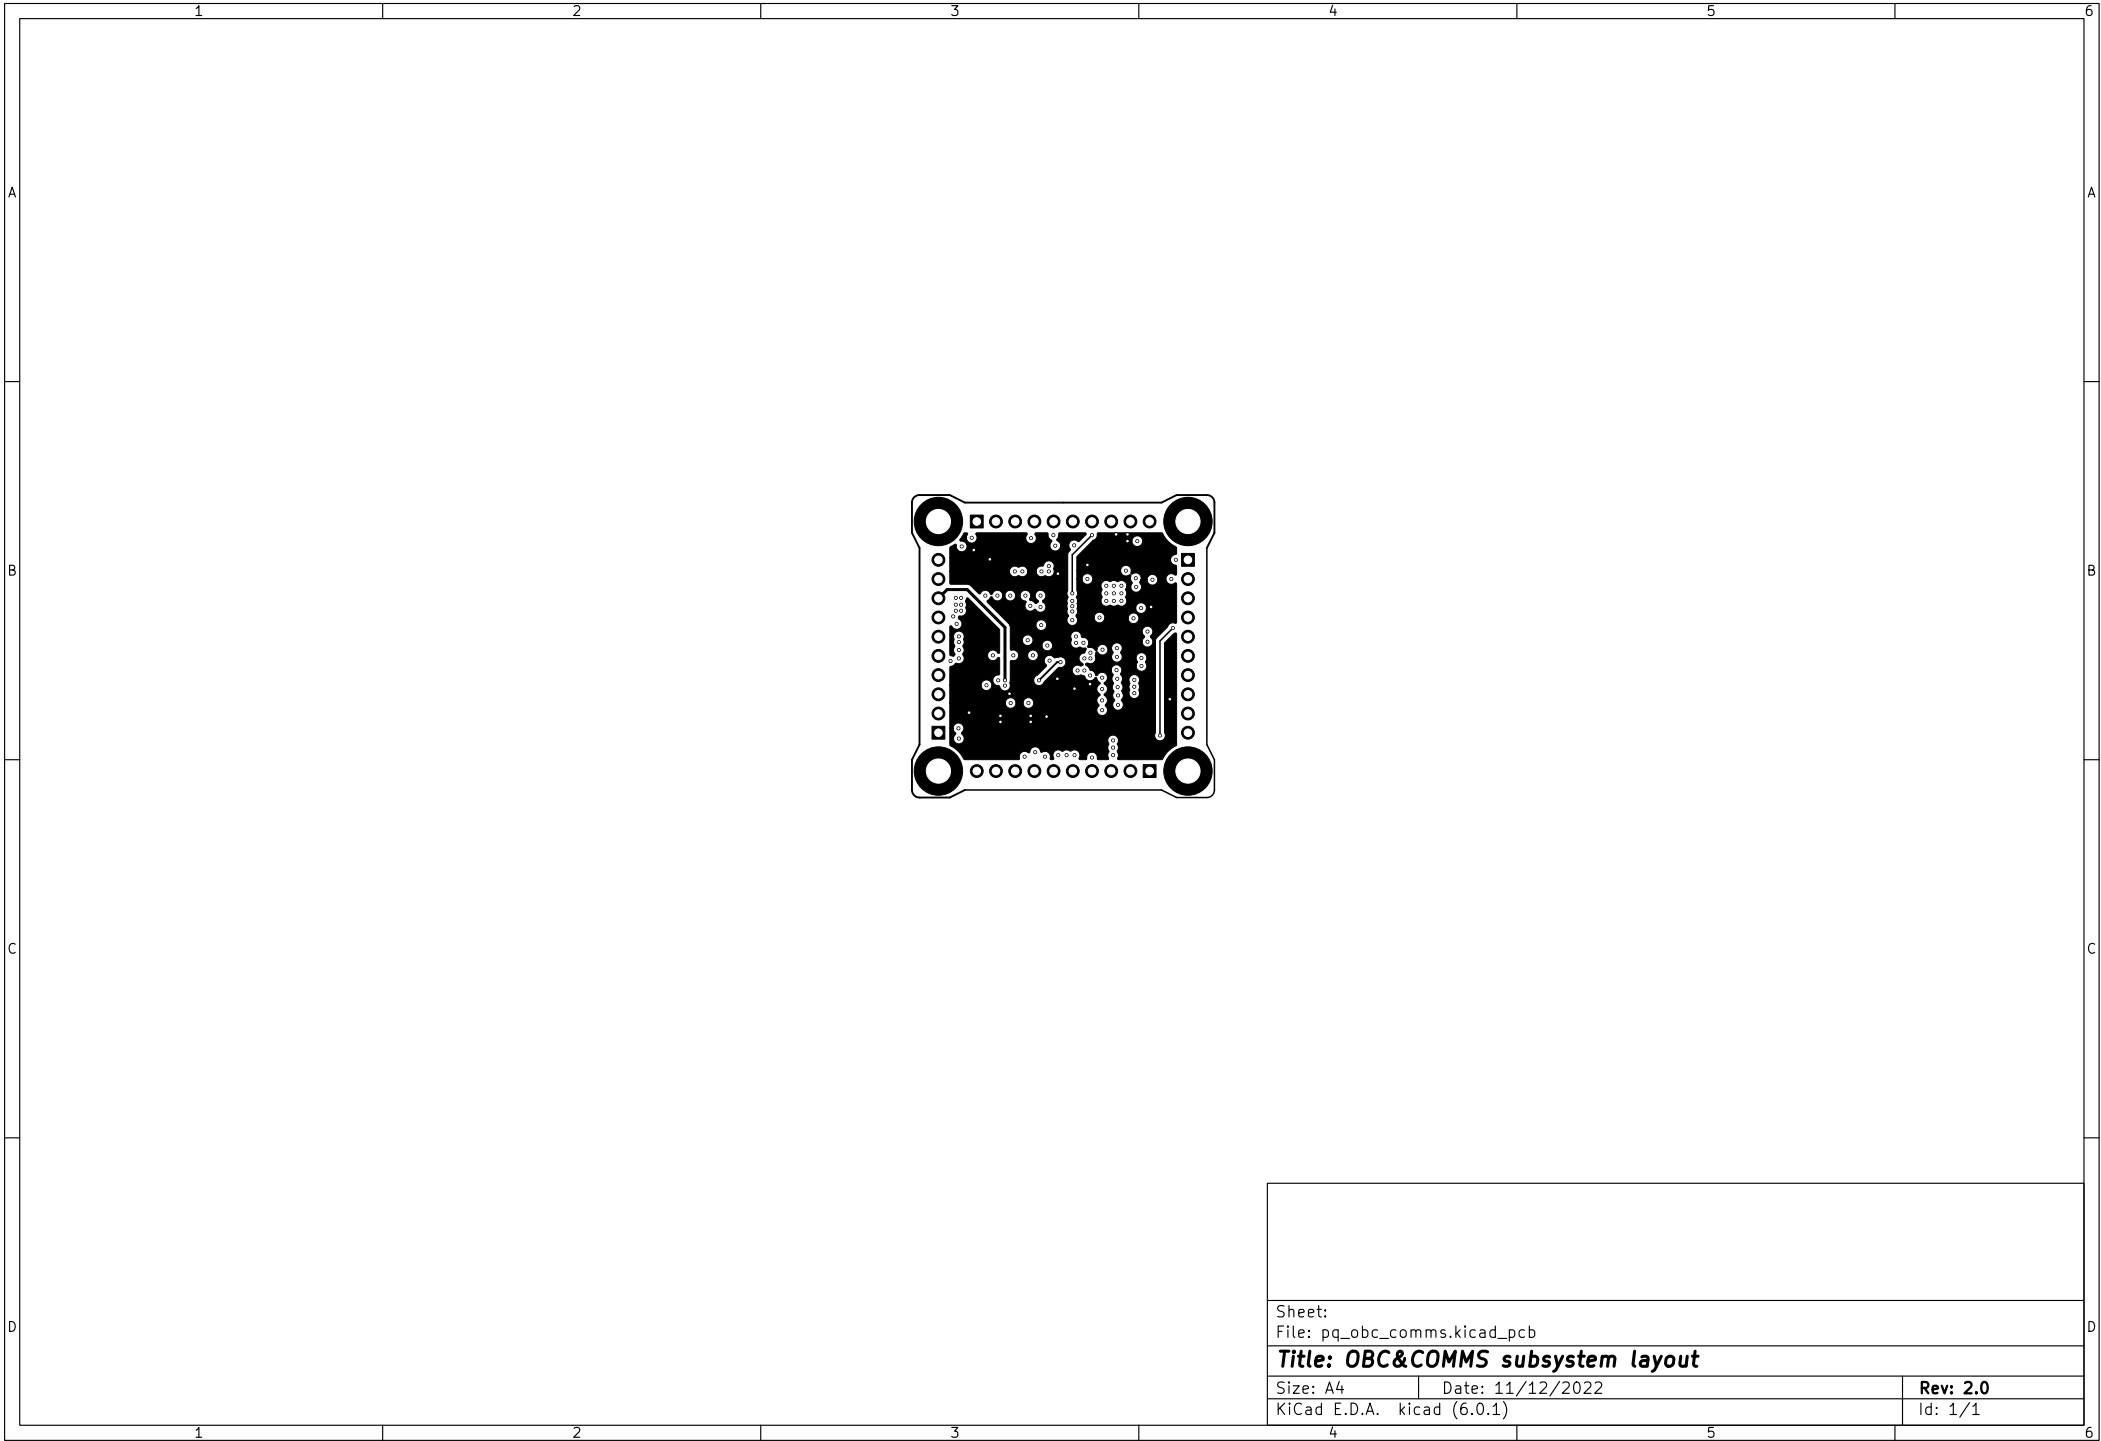 1 2 3 4 5 6
A A
B B
C C
D D
Sheet:
File: pq_obc_comms.kicad_pcb
Title: OBC&COMMS subsystem layout
Size: A4 Date: 11/12/2022 Rev: 2.0
KiCad E.D.A. kicad (6.0.1) Id: 1/1
1 2 3 4 5 6